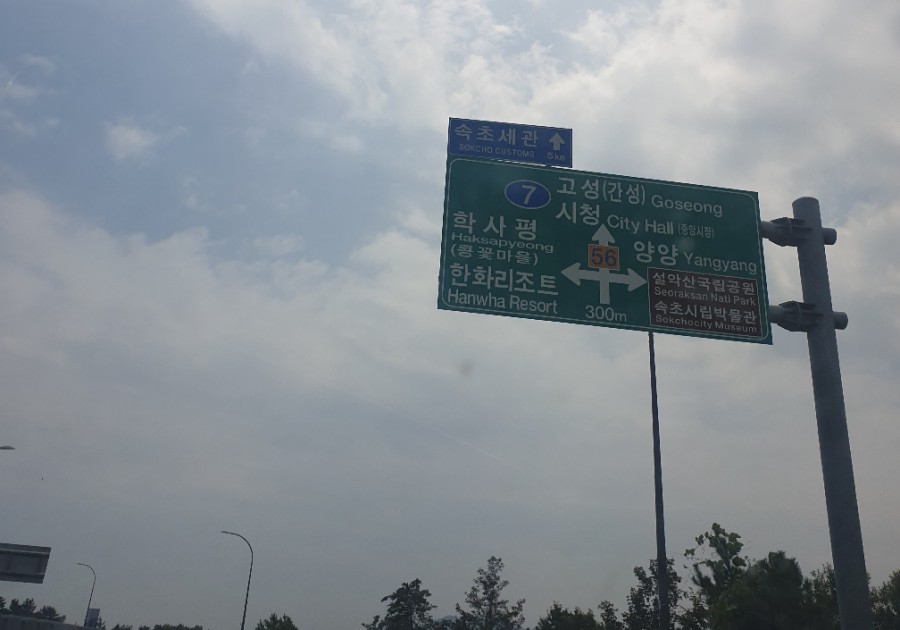 속초세관
SOKCHO CUSTOMS 5km
7 고성(간성) Goseong
시청 City Hall (중앙시장)
학사평
Haksapyeong
(콩꽃마을)
한화리조트
Hanwha Resort
56
300m
양양 Yangyang
설악산국립공원
Seoraksan Natl Park
속초시립박물관
Sokchocity Museum